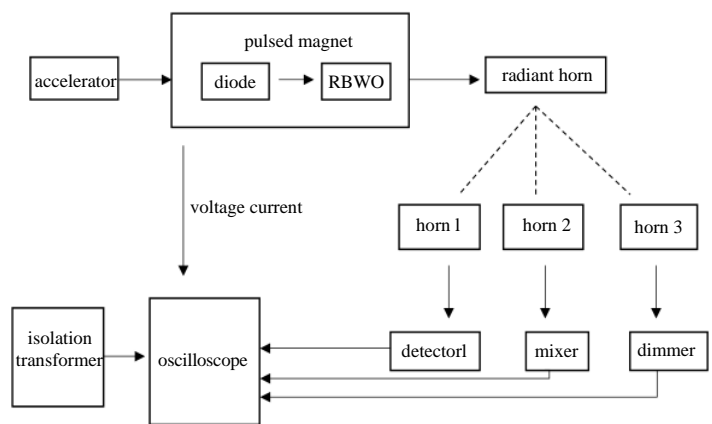 pulsed magnet
accelerator
diode
RBWO
radiant horn
voltage current
horn 1
horn 2
horn 3
isolation
transformer
oscilloscope
detectorl
mixer
dimmer